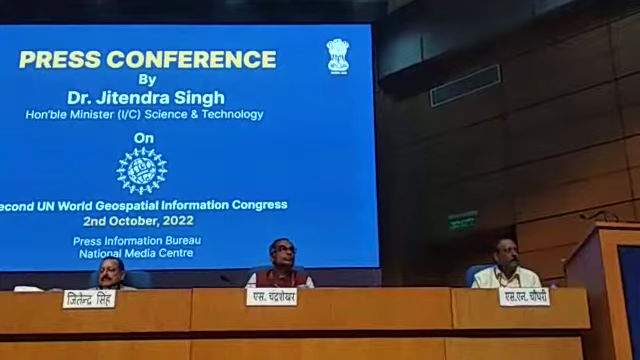 PRESS CONFERENCE
By
Dr. Jitendra Singh
Hon'ble Minister (I/C) Science & Technology
On
econd UN World Geospatial Information Congress
2nd October, 2022
Press Information Bureau
National Media Centre
जितेन्द्र सिंह
एस. चंद्रशेखर
एस.एन. चौधरी